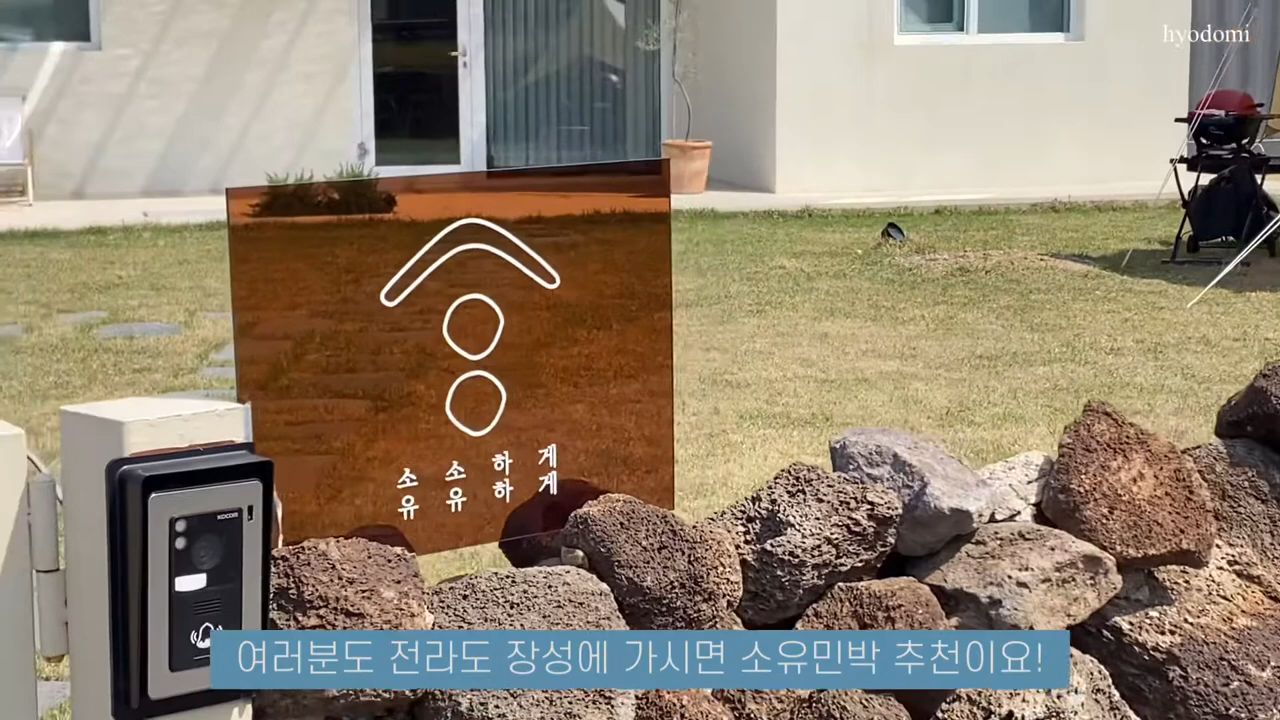 hyodomi
소 소 하 게
유 유 하 게
KOCOM
여러분도 전라도 장성에 가시면 소유민박 추천이요!